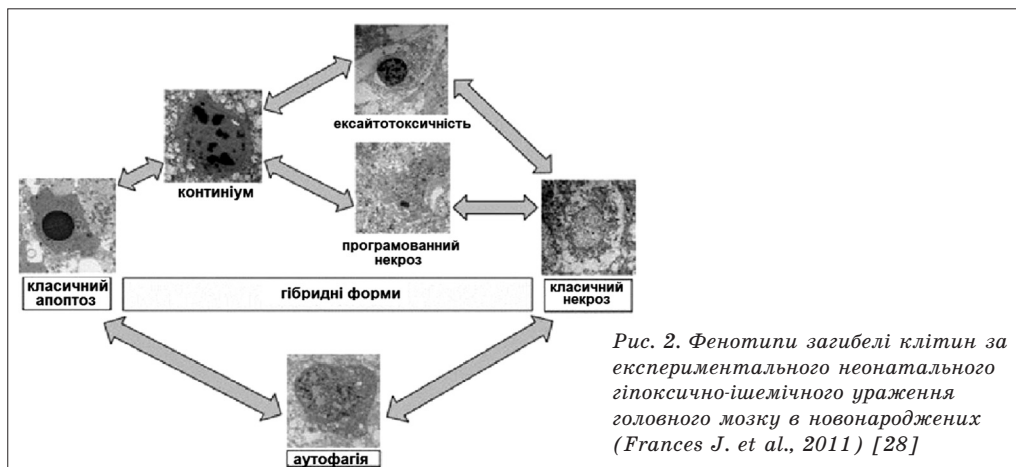 ексайтотоксичність
континіум
програмованний
некроз
класичний
апоптоз
гібридні форми
класичний
некроз
аутофагія
Рис. 2. Фенотипи загибелі клітин за
експериментального неонатального
гіпоксично-ішемічного ураження
головного мозку в новонароджених
(Frances J. et al., 2011) [28]